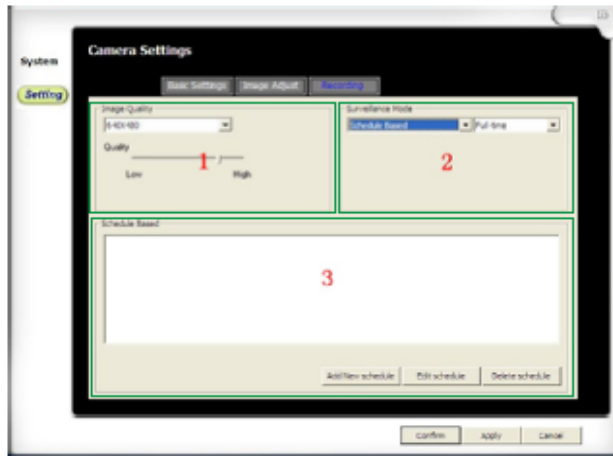 Camera Settings
System
Setting
Basic Settings Image Adjust Recording
Image Quality
640X480
Quality
Low High
1
Surveillance Mode
Schedule Based Full-time
2
Schedule Based
3
Add New schedule Edit schedule Delete schedule
Confirm Apply Cancel